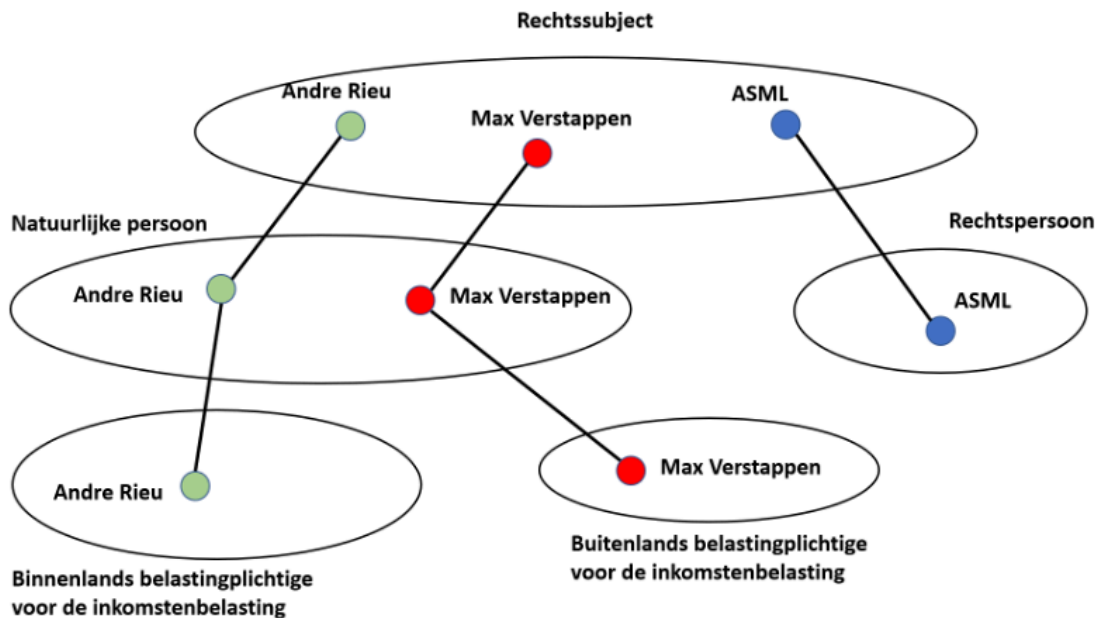 Rechtssubject
Andre Rieu
Max Verstappen
ASML
Natuurlijke persoon
Rechtspersoon
Andre Rieu
Max Verstappen
ASML
Andre Rieu
Max Verstappen
Binnenlands belastingplichtige
voor de inkomstenbelasting
Buitenlands belastingplichtige
voor de inkomstenbelasting